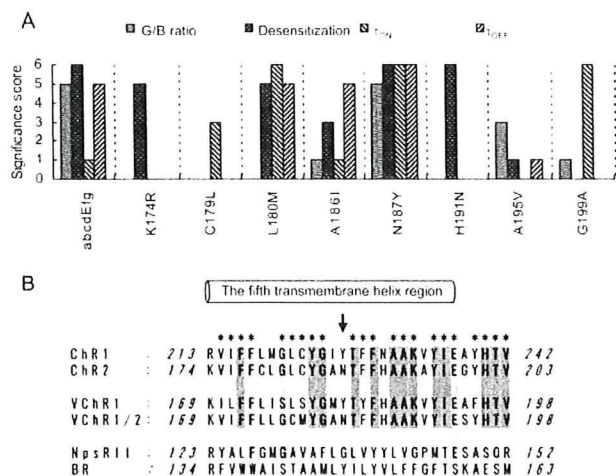 A
G/B ratio Desensitization τON τOFF
Significance score
6
5
4
3
2
1
0
abcdEfg K174R C179L L180M A186I N187Y H191N A195V G199A
B
The fifth transmembrane helix region
**** ***** *** *** ** ****
ChR1 : 213 RVIFFLMGLCYGIYTFFNAAKVYIEAYHTV 242
ChR2 : 174 KVIFFCLGLCYGANTFFHAAKAYIEGYHTV 203
VChR1 : 169 KILFFLISLSYGMYTYFHAAKVYIEAFHTV 198
VChR1/2 : 169 KVIFFLLGCMYGANTFFHAAKVYIESYHTV 198
NpsRII : 123 RYALFGMGAVAFLGLVYYLVGPMTESASQR 152
BR : 134 RFVWWAISTAAMLYILYVLFFGFTSKAESM 163